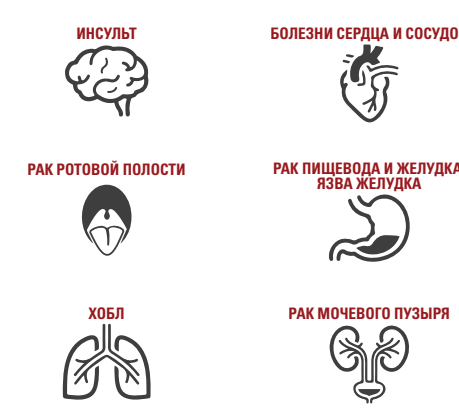 ИНСУЛЬТ
БОЛЕЗНИ СЕРДЦА И СОСУДО
РАК РОТОВОЙ ПОЛОСТИ
РАК ПИЩЕВОДА И ЖЕЛУДКА
ЯЗВА ЖЕЛУДКА
ХОБЛ
РАК МОЧЕВОГО ПУЗЫРЯ